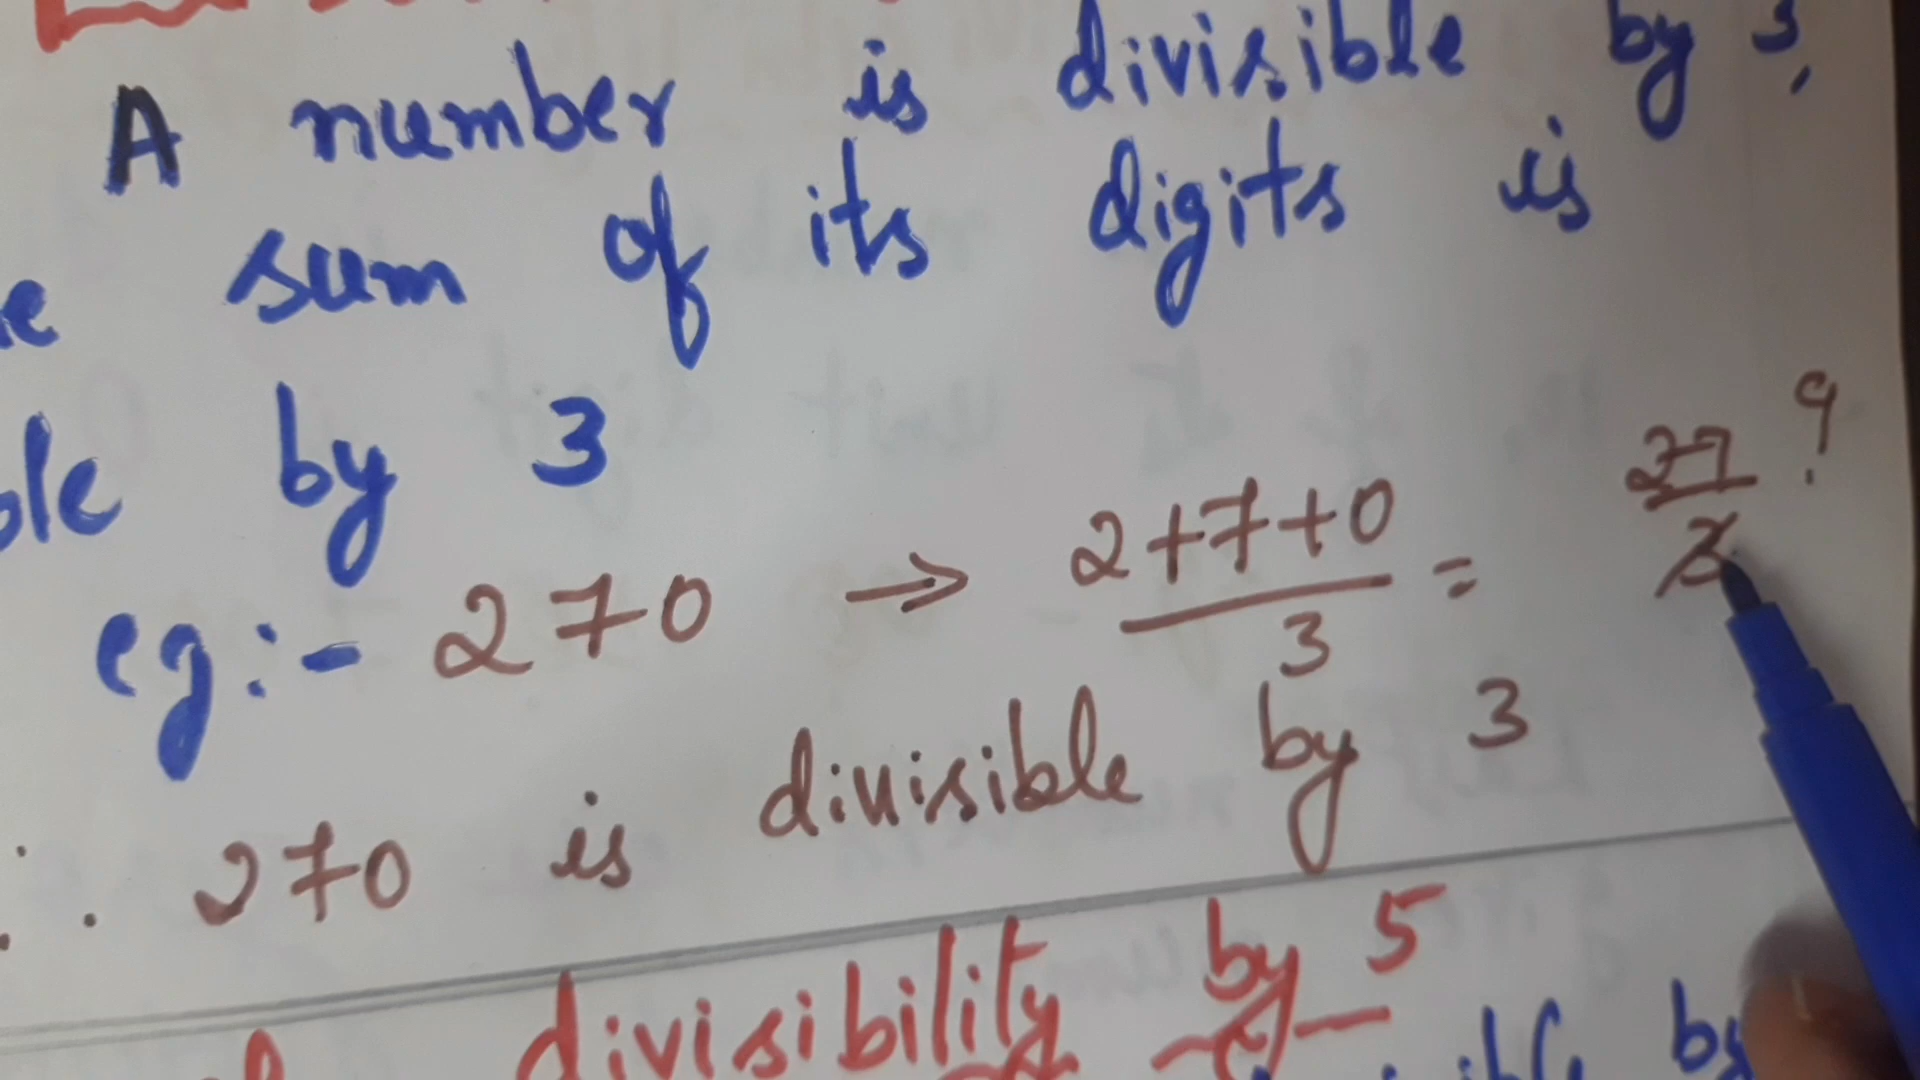 A number is divisible by 3,
sum of its digits is
by 3
eg:- 270 → 2+7+0/3 = 27/3 9
∴ 270 is divisible by 3
divisibility by 5
by